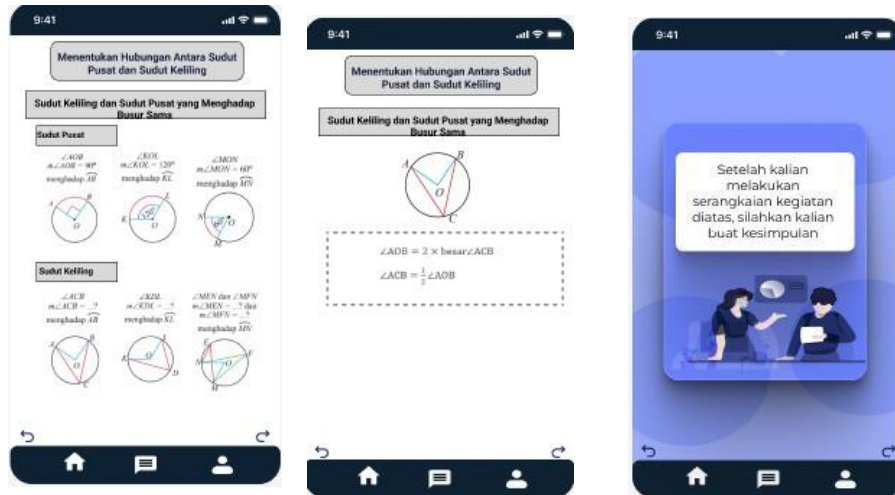 9:41
Menentukan Hubungan Antara Sudut
Pusat dan Sudut Keliling
Sudut Keliling dan Sudut Pusat yang Menghadap
Busur Sama
Sudut Pusat
∠AOB
m∠AOB = 90°
menghadap AB
∠KOL
m∠KOL = 120°
menghadap KL
∠MON
m∠MON = 60°
menghadap MN
A
B
O
K
L
120°
O
N
60°
O
M
Sudut Keliling
∠ACB
m∠ACB = ...?
menghadap AB
∠KDL
m∠KDL = ...?
menghadap KL
∠MEN dan ∠MFN
m∠MEN = ...? dan
m∠MFN = ...?
menghadap MN
A
B
O
C
K
L
O
D
E
F
N
O
M
9:41
Menentukan Hubungan Antara Sudut
Pusat dan Sudut Keliling
Sudut Keliling dan Sudut Pusat yang Menghadap
Busur Sama
A
B
O
C
∠AOB = 2 × besar∠ACB
∠ACB = 1/2 ∠AOB
9:41
Setelah kalian
melakukan
serangkaian kegiatan
diatas, silahkan kalian
buat kesimpulan